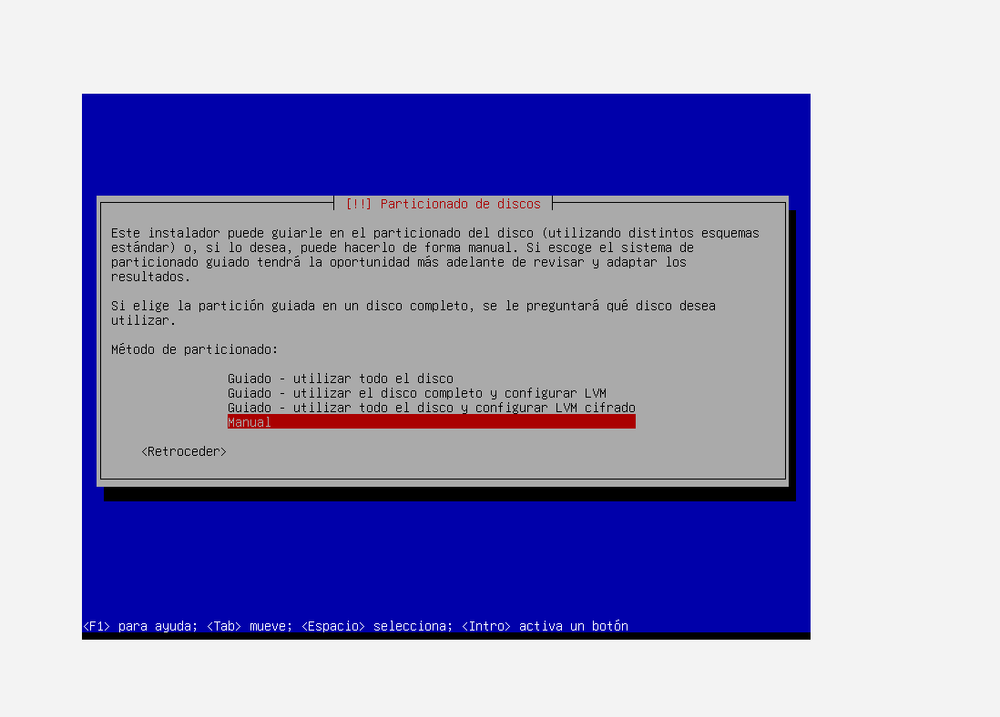 [!!] Particionado de discos
Este instalador puede guiarle en el particionado del disco (utilizando distintos esquemas
estándar) o, si lo desea, puede hacerlo de forma manual. Si escoge el sistema de
particionado guiado tendrá la oportunidad más adelante de revisar y adaptar los
resultados.
Si elige la partición guiada en un disco completo, se le preguntará qué disco desea
utilizar.
Método de particionado:
Guiado - utilizar todo el disco
Guiado - utilizar el disco completo y configurar LVM
Guiado - utilizar todo el disco y configurar LVM cifrado
Manual
<Retroceder>
<F1> para ayuda; <Tab> mueve; <Espacio> selecciona; <Intro> activa un botón